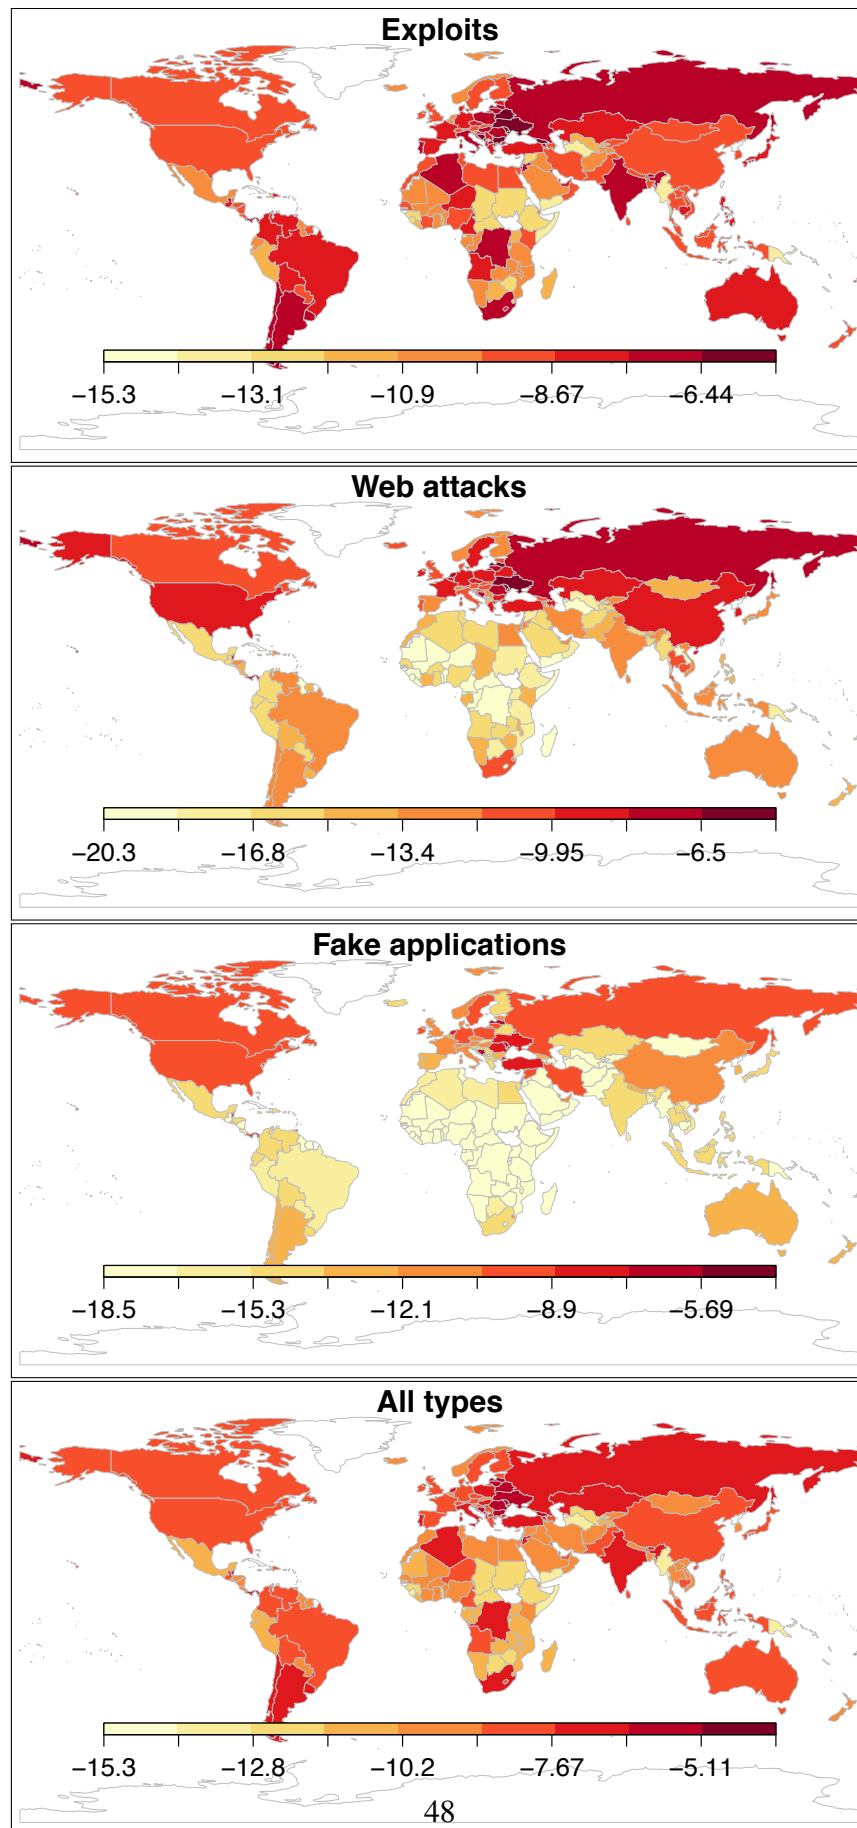 Exploits
−15.3 −13.1 −10.9 −8.67 −6.44
Web attacks
−20.3 −16.8 −13.4 −9.95 −6.5
Fake applications
−18.5 −15.3 −12.1 −8.9 −5.69
All types
−15.3 −12.8 −10.2 −7.67 −5.11
48